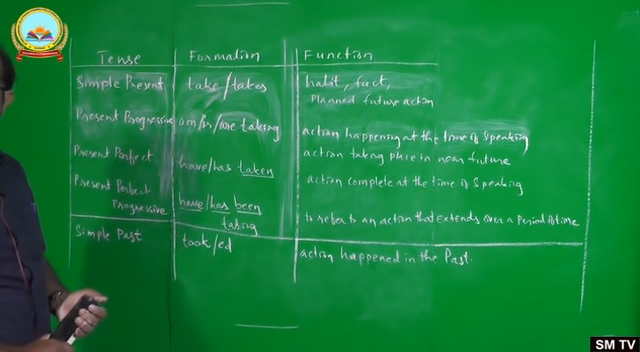 Tense Formation Function
Simple Present take/takes habit, fact,
Planned future action
Present Progressive am/is/are taking
action happening at the time of speaking
Present Perfect have/has taken action taking place in near future
Present Perfect Progressive have/has been taking action complete at the time of speaking
to refer to an action that extends over a period of time
Simple Past took/ed action happened in the Past.
SM TV